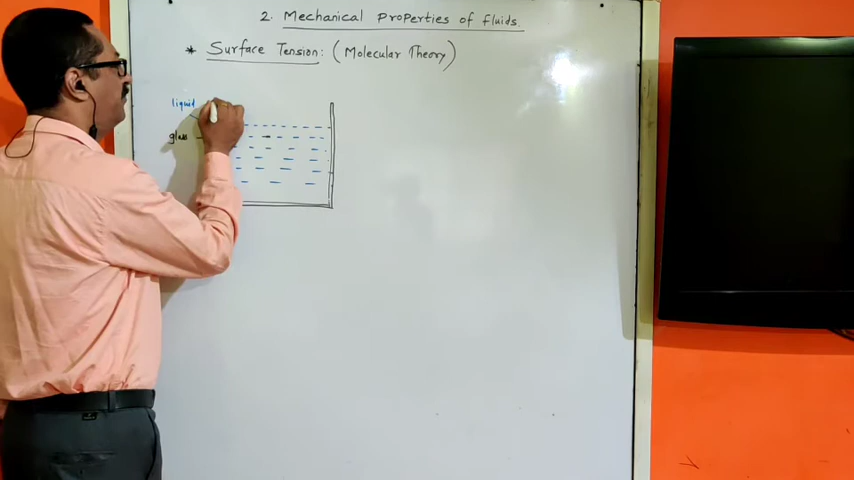 2. Mechanical Properties of fluids.
* Surface Tension: (Molecular Theory)
liquid
glass